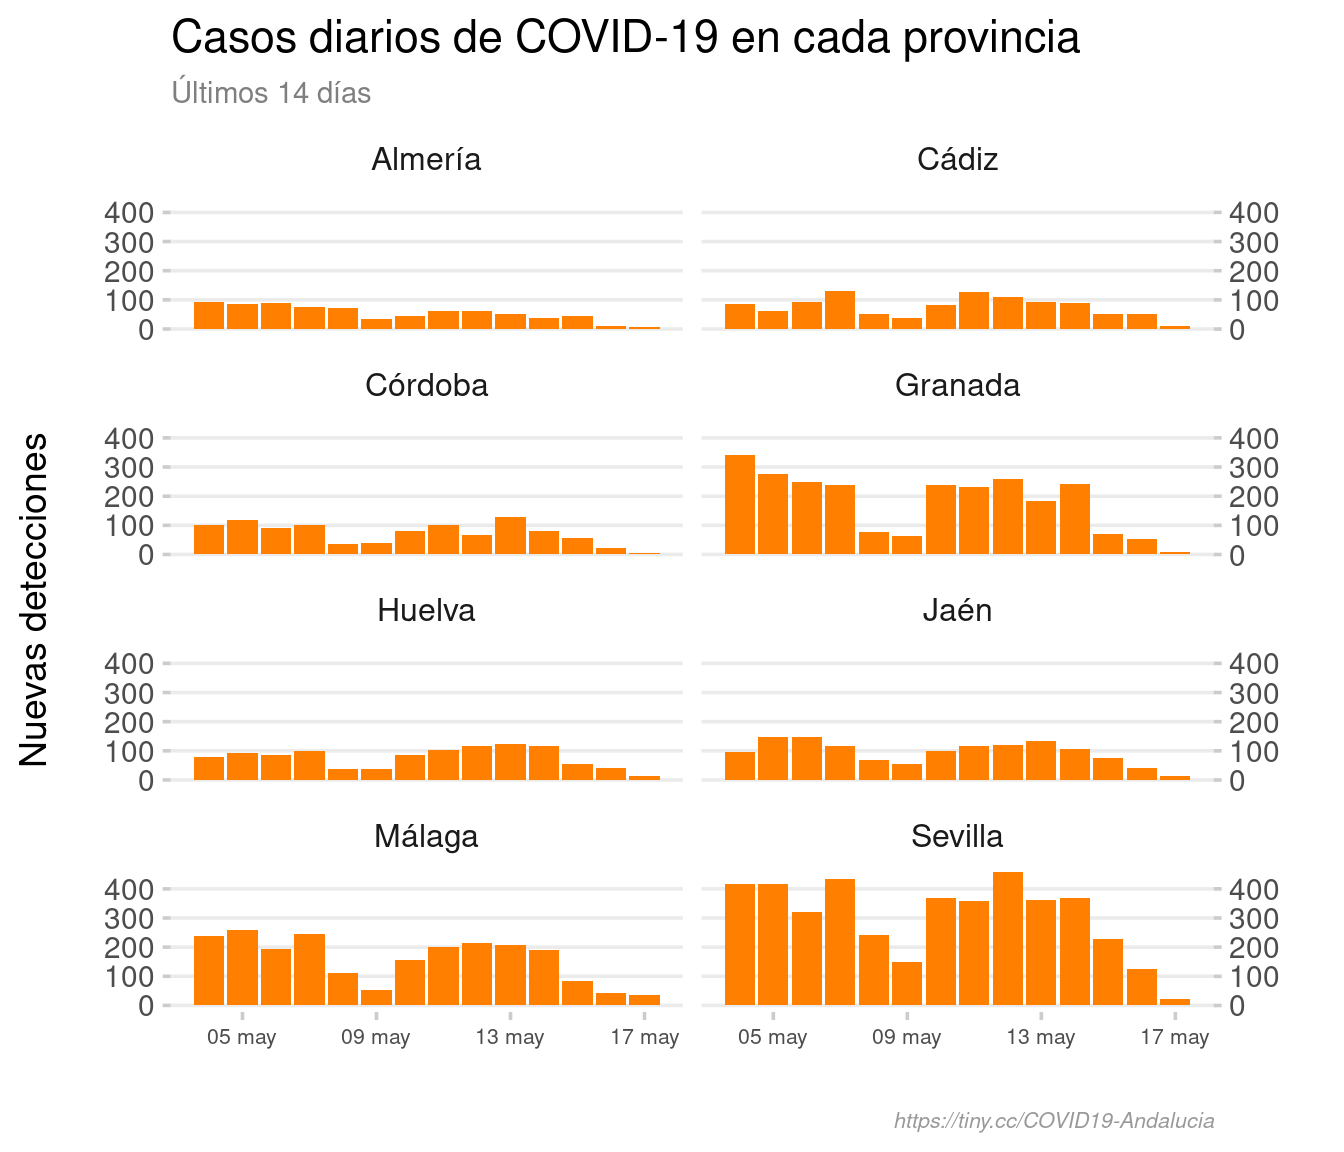 Casos diarios de COVID-19 en cada provincia
Últimos 14 días
Nuevas detecciones
Almería
Cádiz
400
300
200
100
0
400
300
200
100
0
Córdoba
Granada
400
300
200
100
0
400
300
200
100
0
Huelva
Jaén
400
300
200
100
0
400
300
200
100
0
Málaga
Sevilla
400
300
200
100
0
400
300
200
100
0
05 may 09 may 13 may 17 may
05 may 09 may 13 may 17 may
https://tiny.cc/COVID19-Andalucia